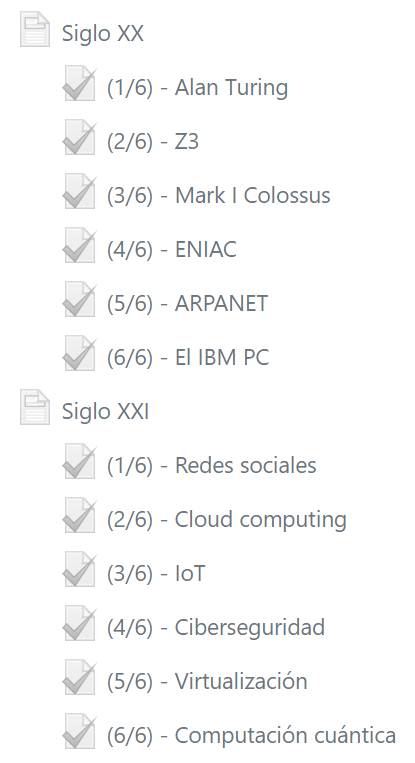 Siglo XX
(1/6) - Alan Turing
(2/6) - Z3
(3/6) - Mark I Colossus
(4/6) - ENIAC
(5/6) - ARPANET
(6/6) - El IBM PC
Siglo XXI
(1/6) - Redes sociales
(2/6) - Cloud computing
(3/6) - IoT
(4/6) - Ciberseguridad
(5/6) - Virtualización
(6/6) - Computación cuántica